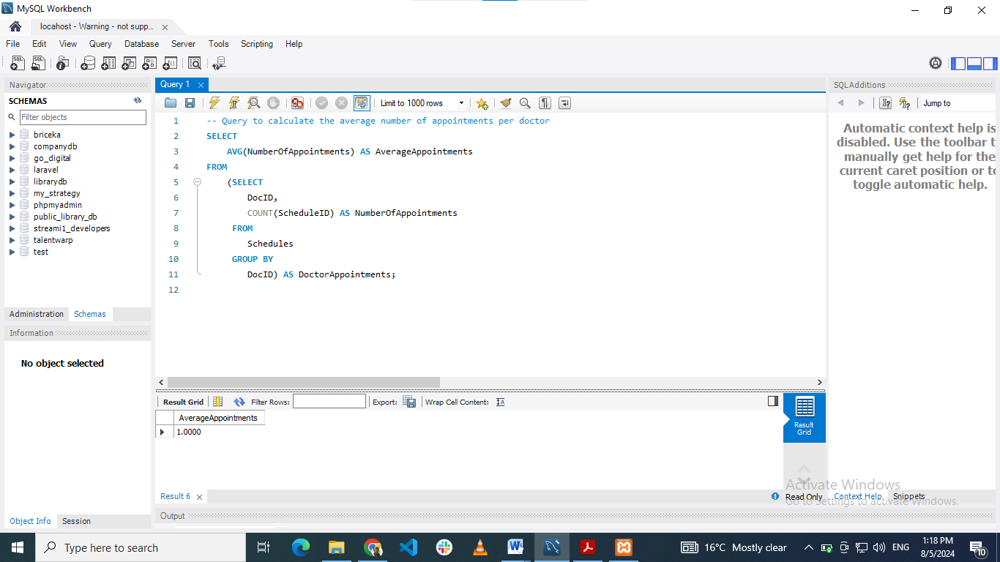 MySQL Workbench
locahost - Warning - not supp...
File Edit View Query Database Server Tools Scripting Help
Navigator
SCHEMAS
Filter objects
briceka
companydb
go_digital
laravel
librarydb
my_strategy
phpmyadmin
public_library_db
streami1_developers
talentwarp
test
Administration Schemas
Information
No object selected
Object Info Session
Query 1
Limit to 1000 rows
1 -- Query to calculate the average number of appointments per doctor
2 SELECT
3 AVG(NumberOfAppointments) AS AverageAppointments
4 FROM
5 (SELECT
6 DocID,
7 COUNT(ScheduleID) AS NumberOfAppointments
8 FROM
9 Schedules
10 GROUP BY
11 DocID) AS DoctorAppointments;
12
Result Grid Filter Rows: Export: Wrap Cell Content:
AverageAppointments
1.0000
Result
Grid
Result 6
Read Only
Output
SQLAdditions
Jump to
Automatic context help is
disabled. Use the toolbar t
manually get help for the
current caret position or to
toggle automatic help.
Context Help Snippets
Activate Windows
Go to Settings to activate Windows.
Type here to search
16°C Mostly clear
ENG
1:18 PM
8/5/2024
10